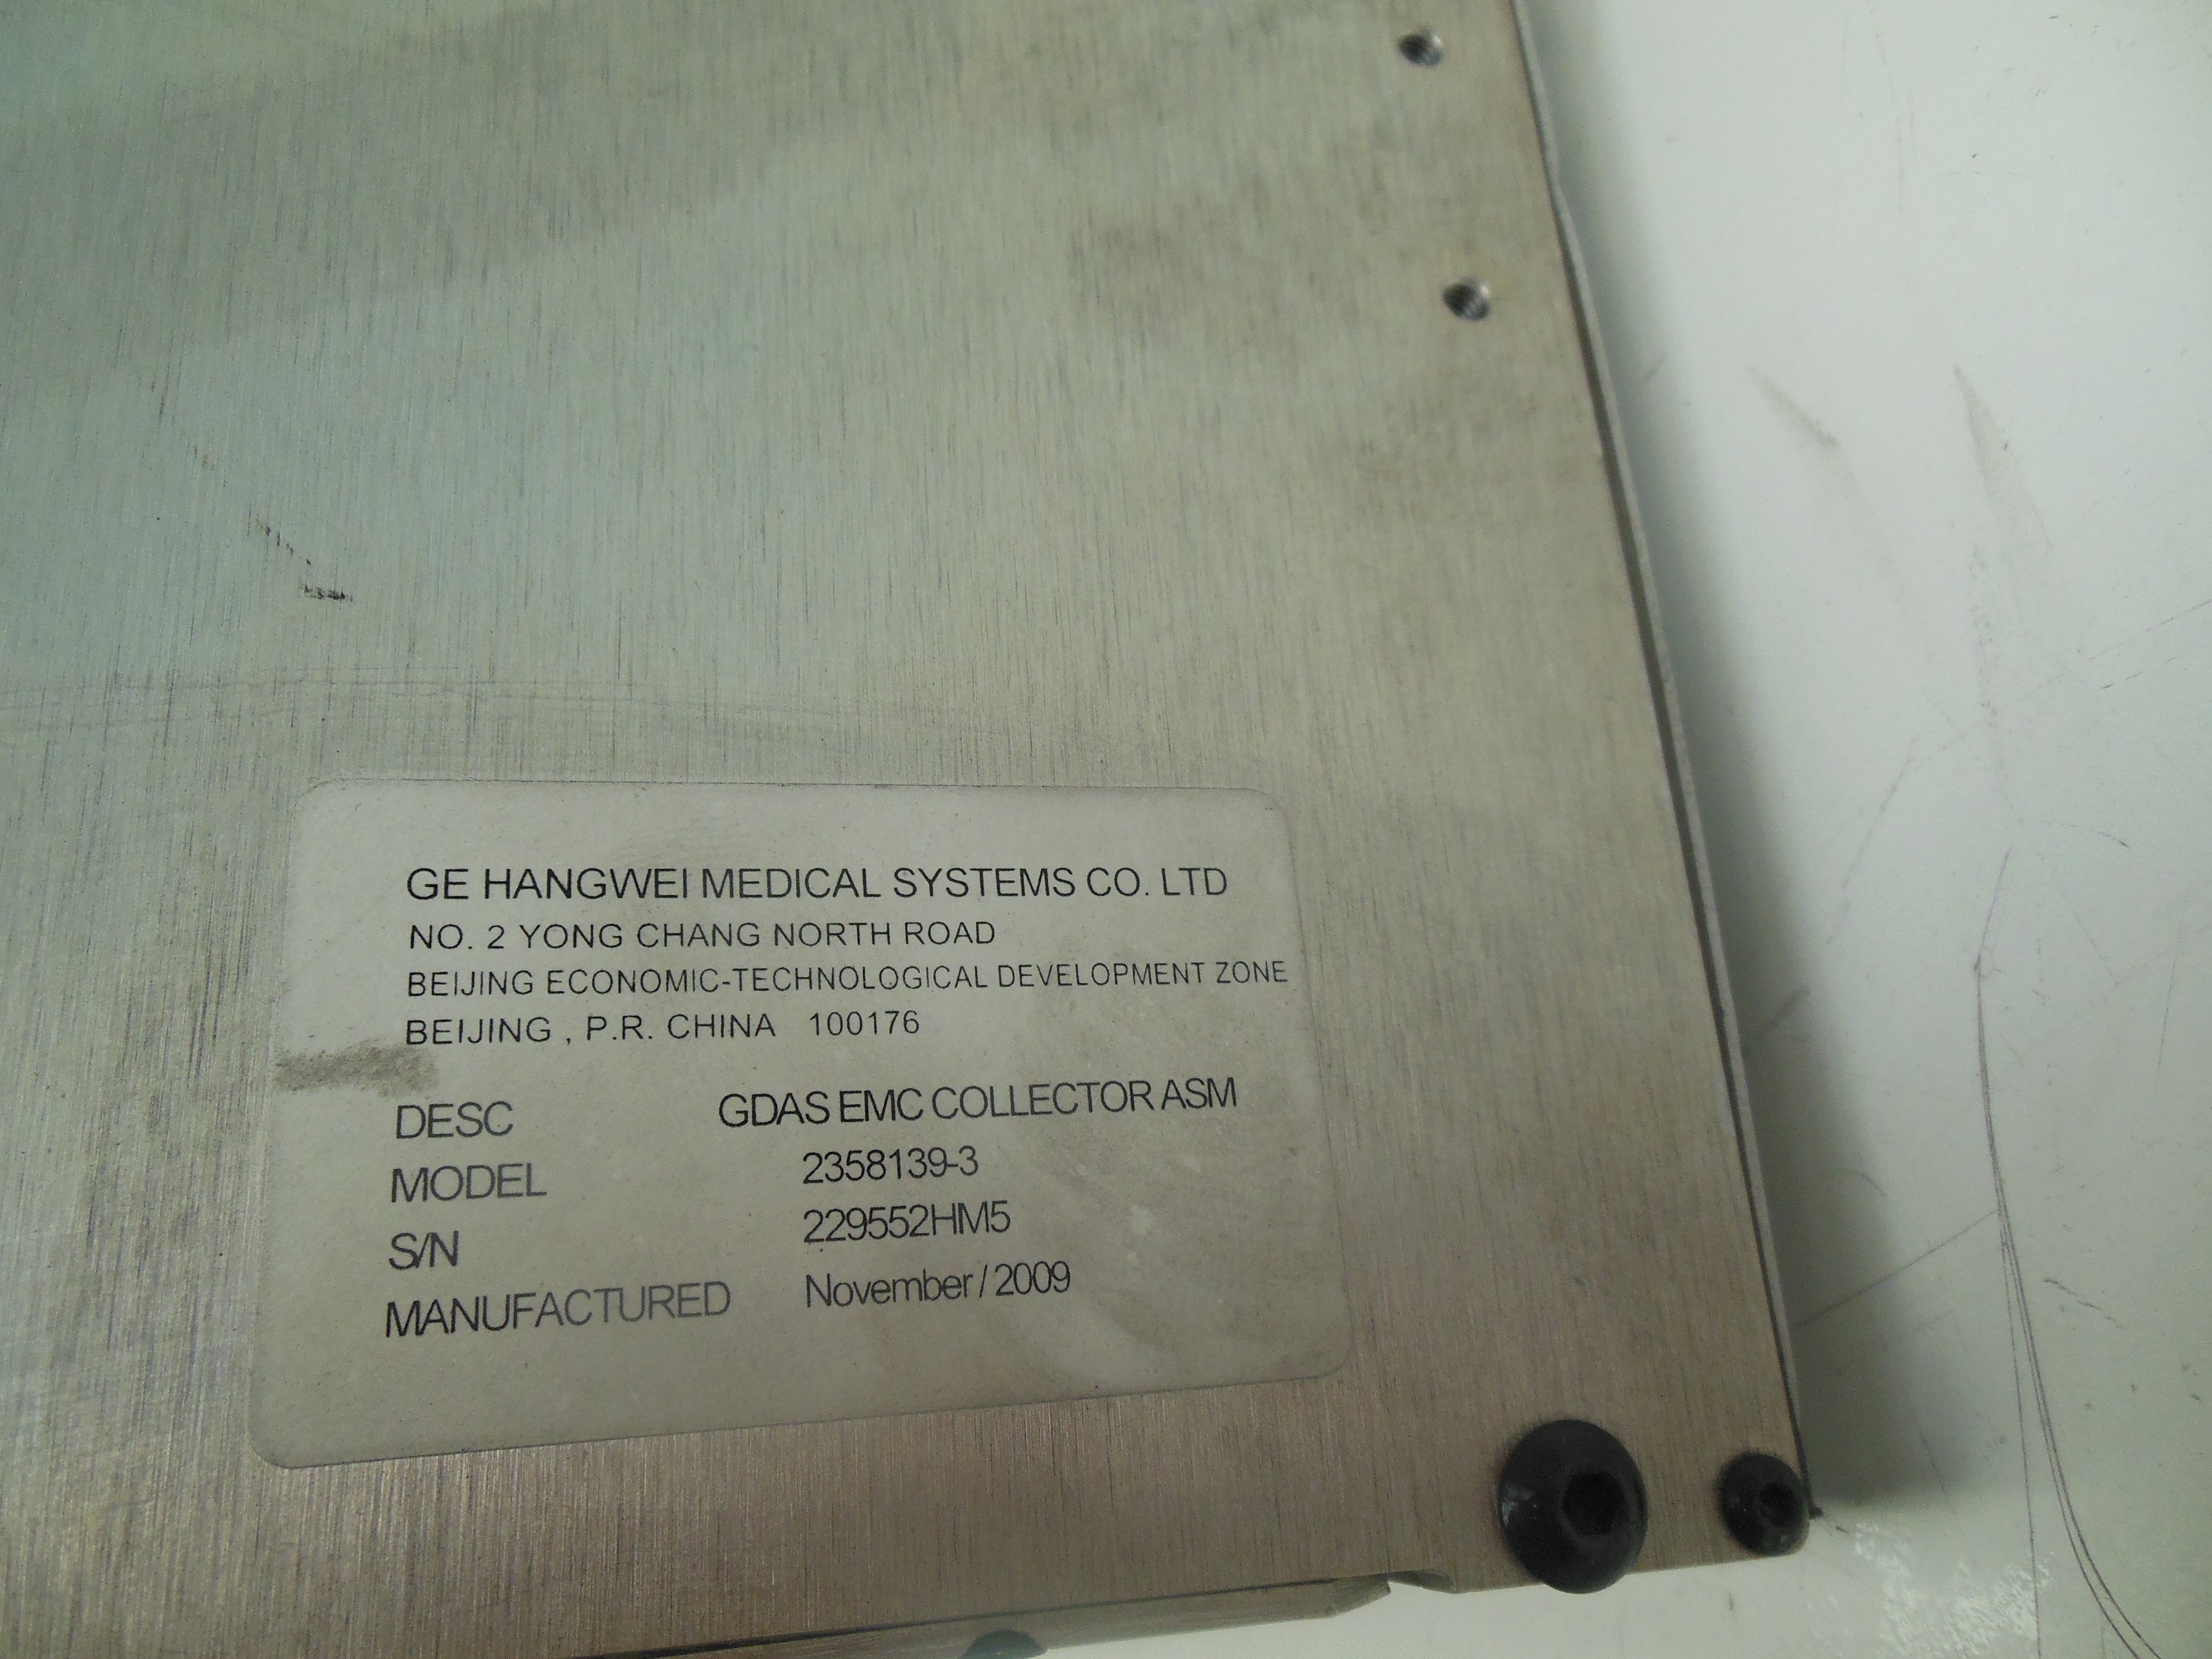 GE HANGWEI MEDICAL SYSTEMS CO. LTD
NO. 2 YONG CHANG NORTH ROAD
BEIJING ECONOMIC-TECHNOLOGICAL DEVELOPMENT ZONE
BEIJING , P.R. CHINA 100176
DESC GDAS EMC COLLECTOR ASM
MODEL 2358139-3
S/N 229552HM5
MANUFACTURED November/2009